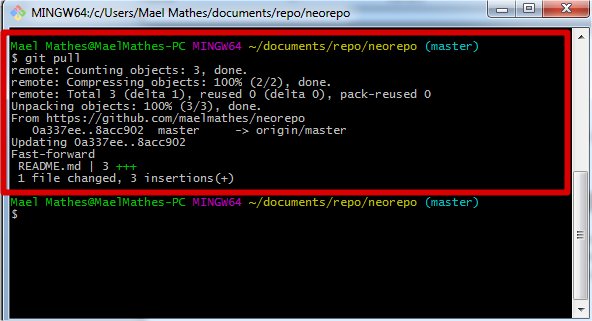 MINGW64:/c/Users/Mael Mathes/documents/repo/neorepo
Mael Mathes@MaelMathes-PC MINGW64 ~/documents/repo/neorepo (master)
$ git pull
remote: Counting objects: 3, done.
remote: Compressing objects: 100% (2/2), done.
remote: Total 3 (delta 1), reused 0 (delta 0), pack-reused 0
Unpacking objects: 100% (3/3), done.
From https://github.com/maelmathes/neorepo
   0a337ee..8acc902  master     -> origin/master
Updating 0a337ee..8acc902
Fast-forward
 README.md | 3 +++
 1 file changed, 3 insertions(+)
Mael Mathes@MaelMathes-PC MINGW64 ~/documents/repo/neorepo (master)
$